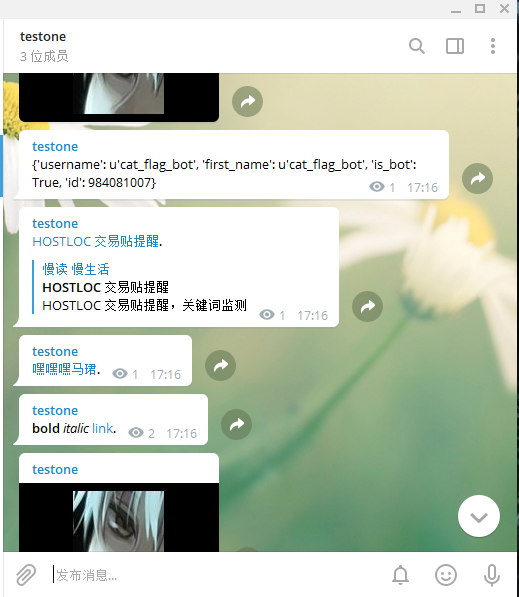 testone
3 位成员
testone
{'username': u'cat_flag_bot', 'first_name': u'cat_flag_bot', 'is_bot':
True, 'id': 984081007}
1 17:16
testone
HOSTLOC 交易贴提醒.
慢读 慢生活
HOSTLOC 交易贴提醒
HOSTLOC 交易贴提醒，关键词监测
1 17:16
testone
嘿嘿嘿马珺.
1 17:16
testone
bold italic link.
2 17:16
testone
发布消息...